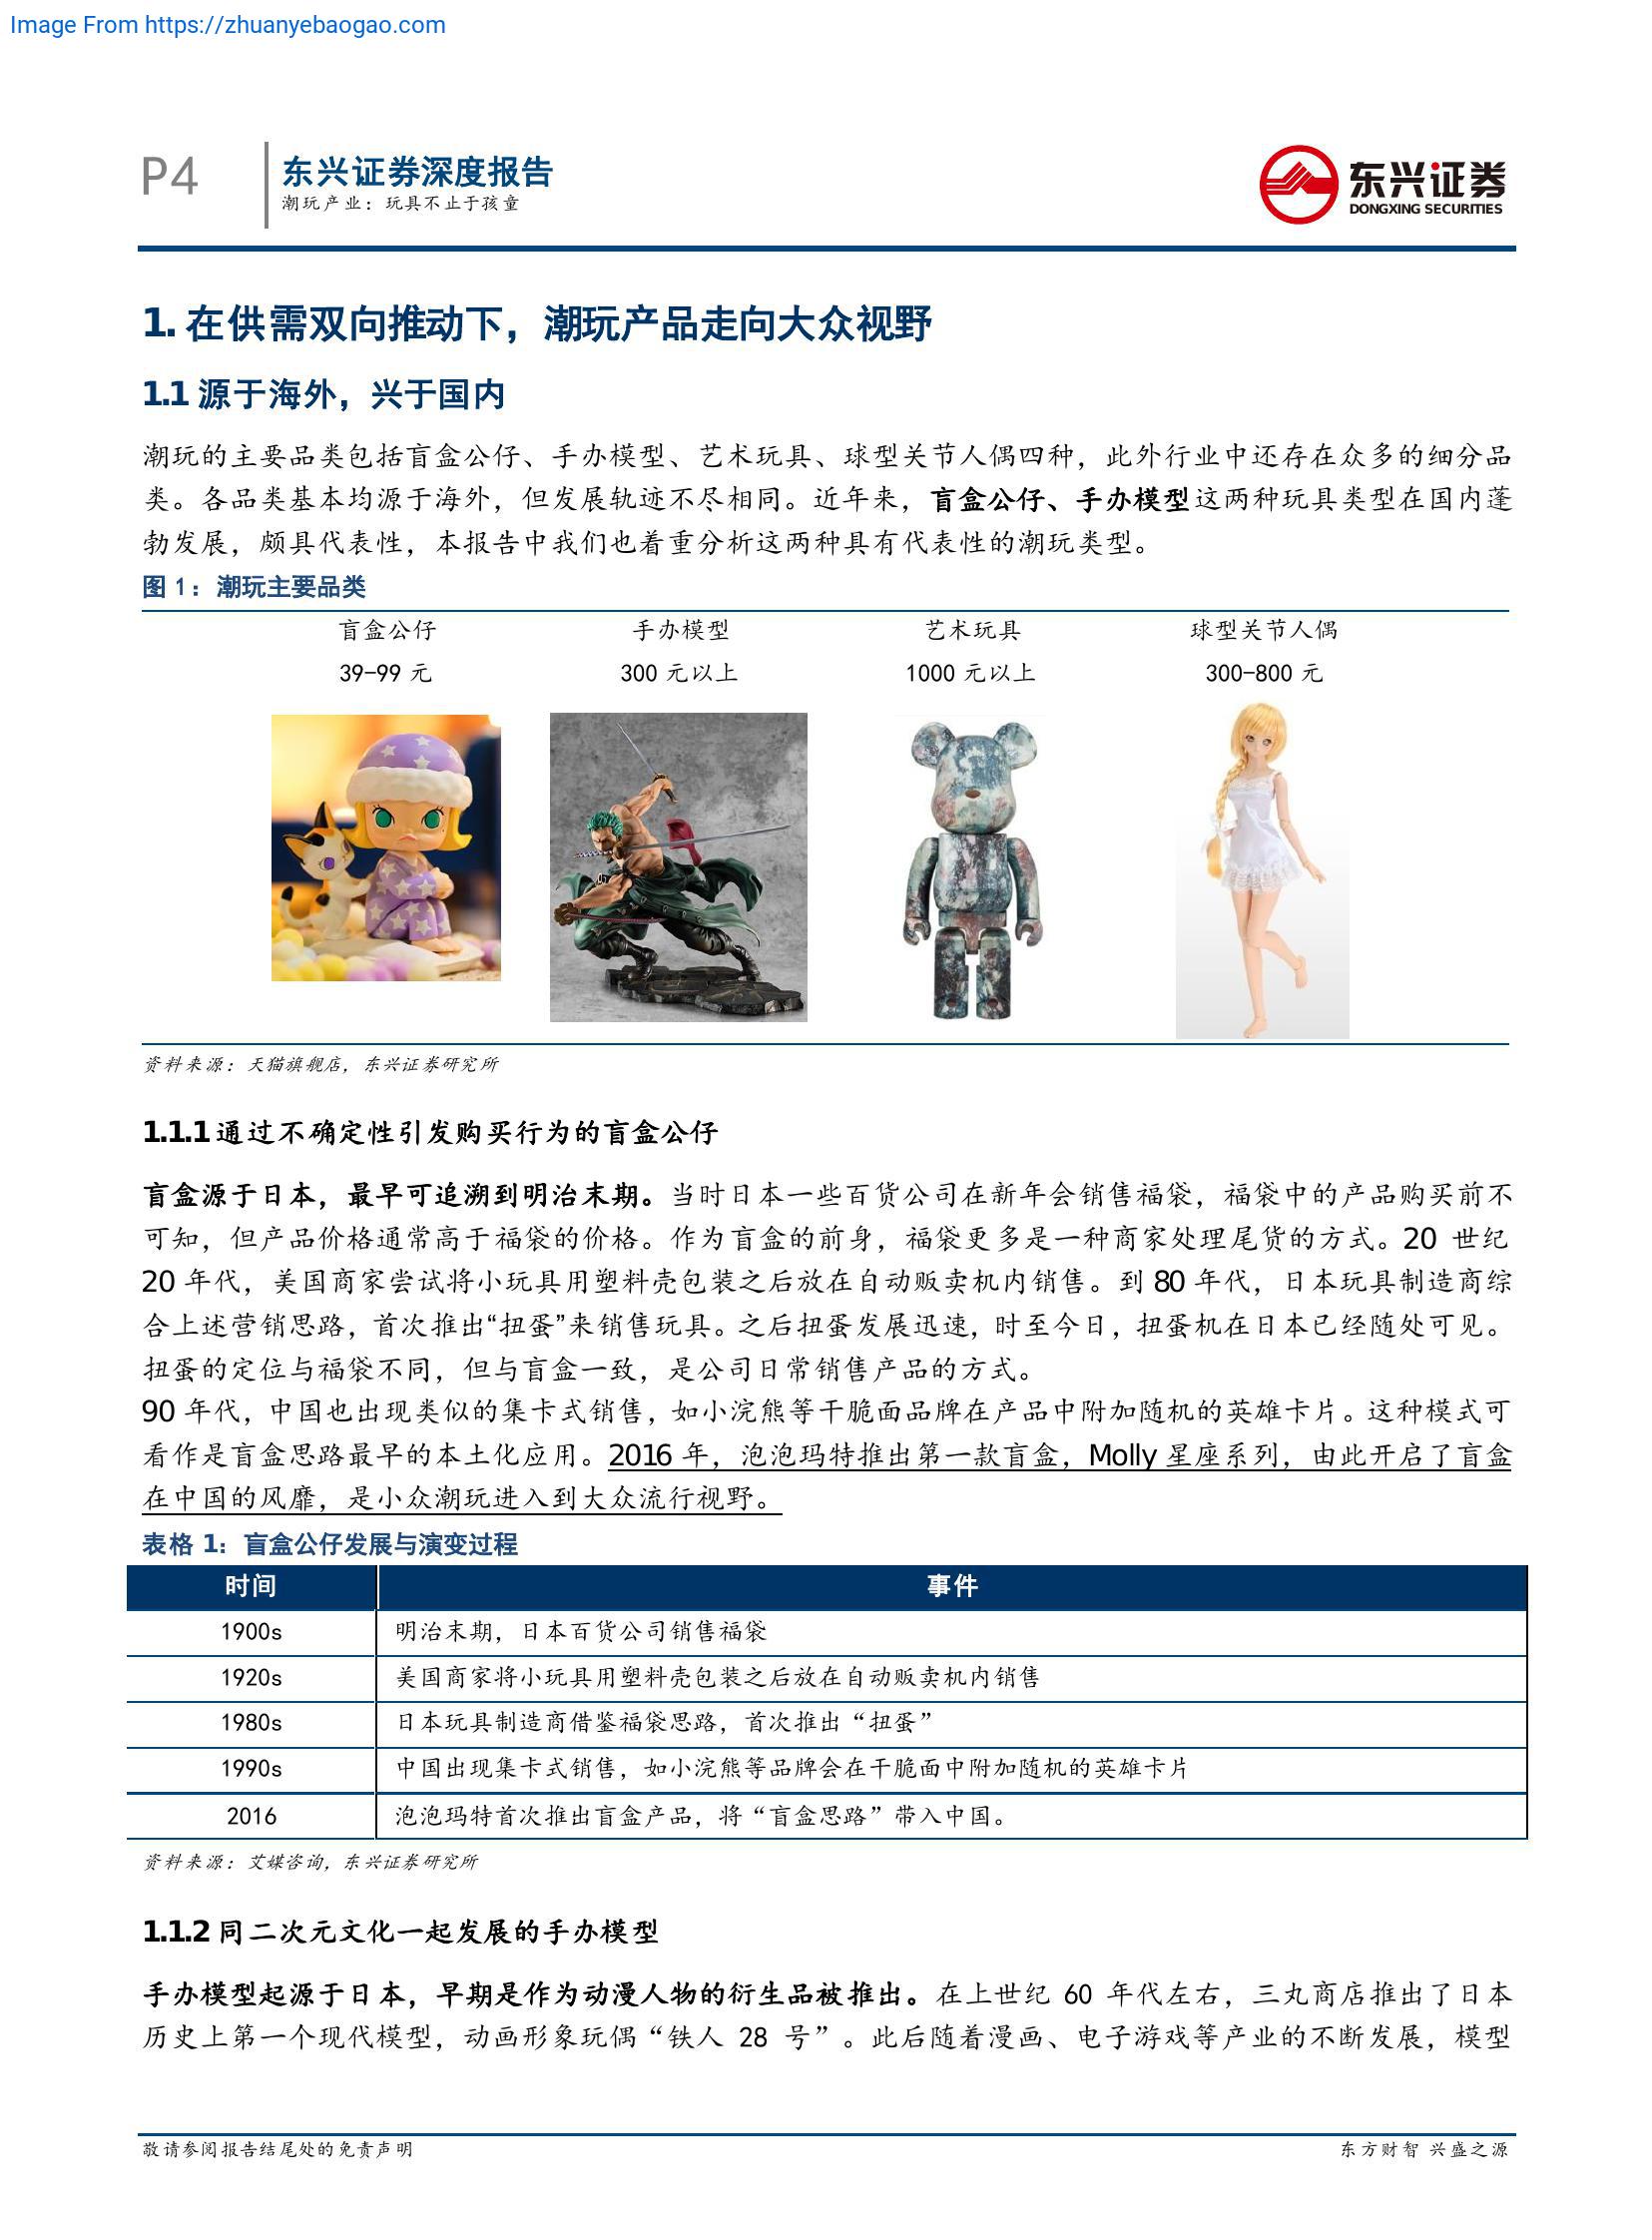 Image From https://zhuanyebaogao.com
P4
东兴证券深度报告
潮玩产业：玩具不止于孩童
东兴证券
DONGXING SECURITIES
1. 在供需双向推动下，潮玩产品走向大众视野
1.1 源于海外，兴于国内
潮玩的主要品类包括盲盒公仔、手办模型、艺术玩具、球型关节人偶四种，此外行业中还存在众多的细分品
类。各品类基本均源于海外，但发展轨迹不尽相同。近年来，盲盒公仔、手办模型这两种玩具类型在国内蓬
勃发展，颇具代表性，本报告中我们也着重分析这两种具有代表性的潮玩类型。
图 1：潮玩主要品类
盲盒公仔 手办模型 艺术玩具 球型关节人偶
39-99 元 300 元以上 1000 元以上 300-800 元
资料来源：天猫旗舰店，东兴证券研究所
1.1.1 通过不确定性引发购买行为的盲盒公仔
盲盒源于日本，最早可追溯到明治末期。当时日本一些百货公司在新年会销售福袋，福袋中的产品购买前不
可知，但产品价格通常高于福袋的价格。作为盲盒的前身，福袋更多是一种商家处理尾货的方式。20 世纪
20 年代，美国商家尝试将小玩具用塑料壳包装之后放在自动贩卖机内销售。到 80 年代，日本玩具制造商综
合上述营销思路，首次推出“扭蛋”来销售玩具。之后扭蛋发展迅速，时至今日，扭蛋机在日本已经随处可见。
扭蛋的定位与福袋不同，但与盲盒一致，是公司日常销售产品的方式。
90 年代，中国也出现类似的集卡式销售，如小浣熊等干脆面品牌在产品中附加随机的英雄卡片。这种模式可
看作是盲盒思路最早的本土化应用。2016 年，泡泡玛特推出第一款盲盒，Molly 星座系列，由此开启了盲盒
在中国的风靡，是小众潮玩进入到大众流行视野。
表格 1：盲盒公仔发展与演变过程
时间 事件
1900s 明治末期，日本百货公司销售福袋
1920s 美国商家将小玩具用塑料壳包装之后放在自动贩卖机内销售
1980s 日本玩具制造商借鉴福袋思路，首次推出“扭蛋”
1990s 中国出现集卡式销售，如小浣熊等品牌会在干脆面中附加随机的英雄卡片
2016 泡泡玛特首次推出盲盒产品，将“盲盒思路”带入中国。
资料来源：艾媒咨询，东兴证券研究所
1.1.2 同二次元文化一起发展的手办模型
手办模型起源于日本，早期是作为动漫人物的衍生品被推出。在上世纪 60 年代左右，三丸商店推出了日本
历史上第一个现代模型，动画形象玩偶“铁人 28 号”。此后随着漫画、电子游戏等产业的不断发展，模型
敬请参阅报告结尾处的免责声明 东方财智 兴盛之源